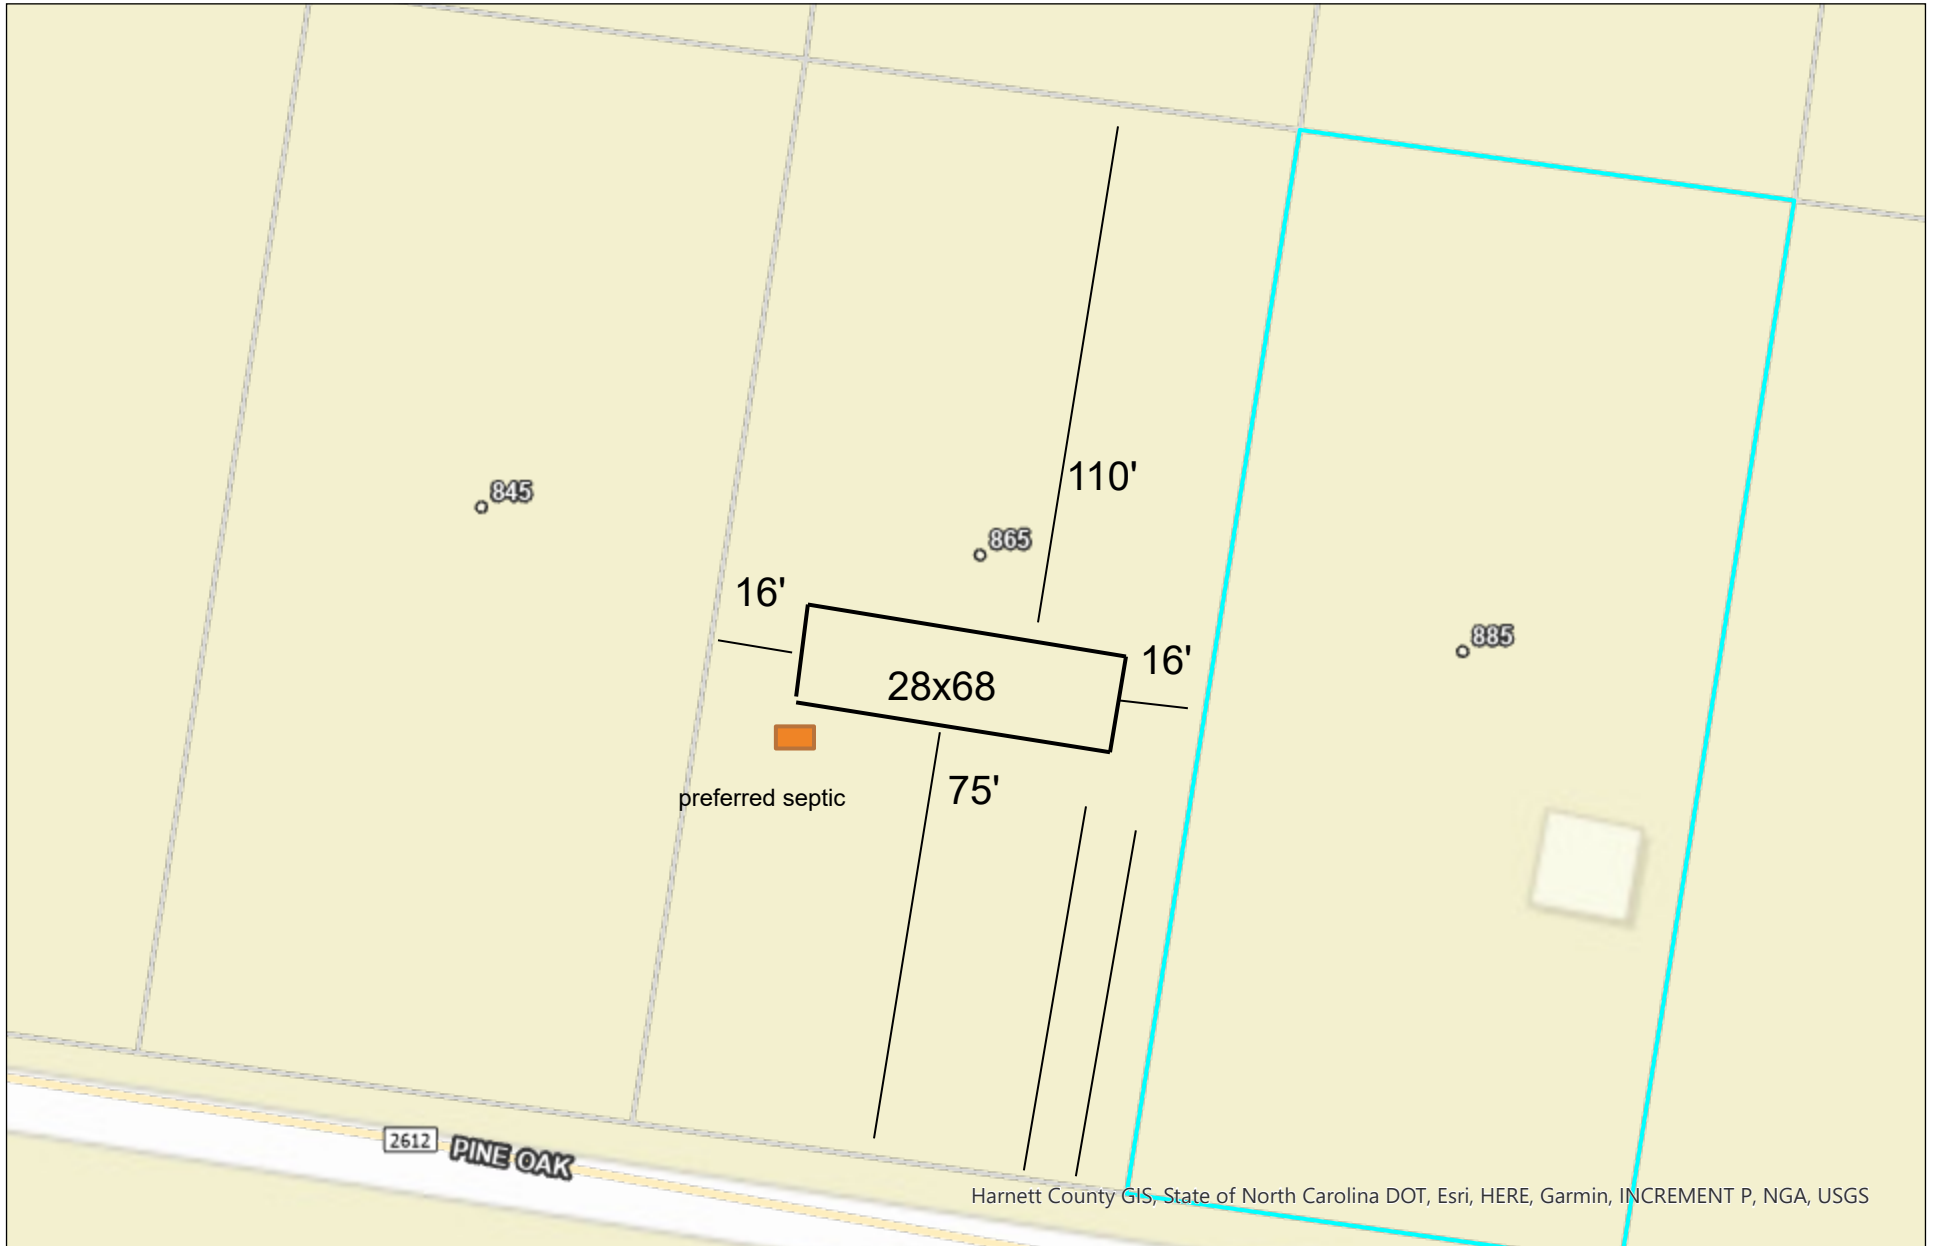 110'
845
865
16'
885
16'
28x68
75'
preferred septic
2612
PINE OAK
Harnett County GIS, State of North Carolina DOT, Esri, HERE, Garmin, INCREMENT P, NGA, USGS